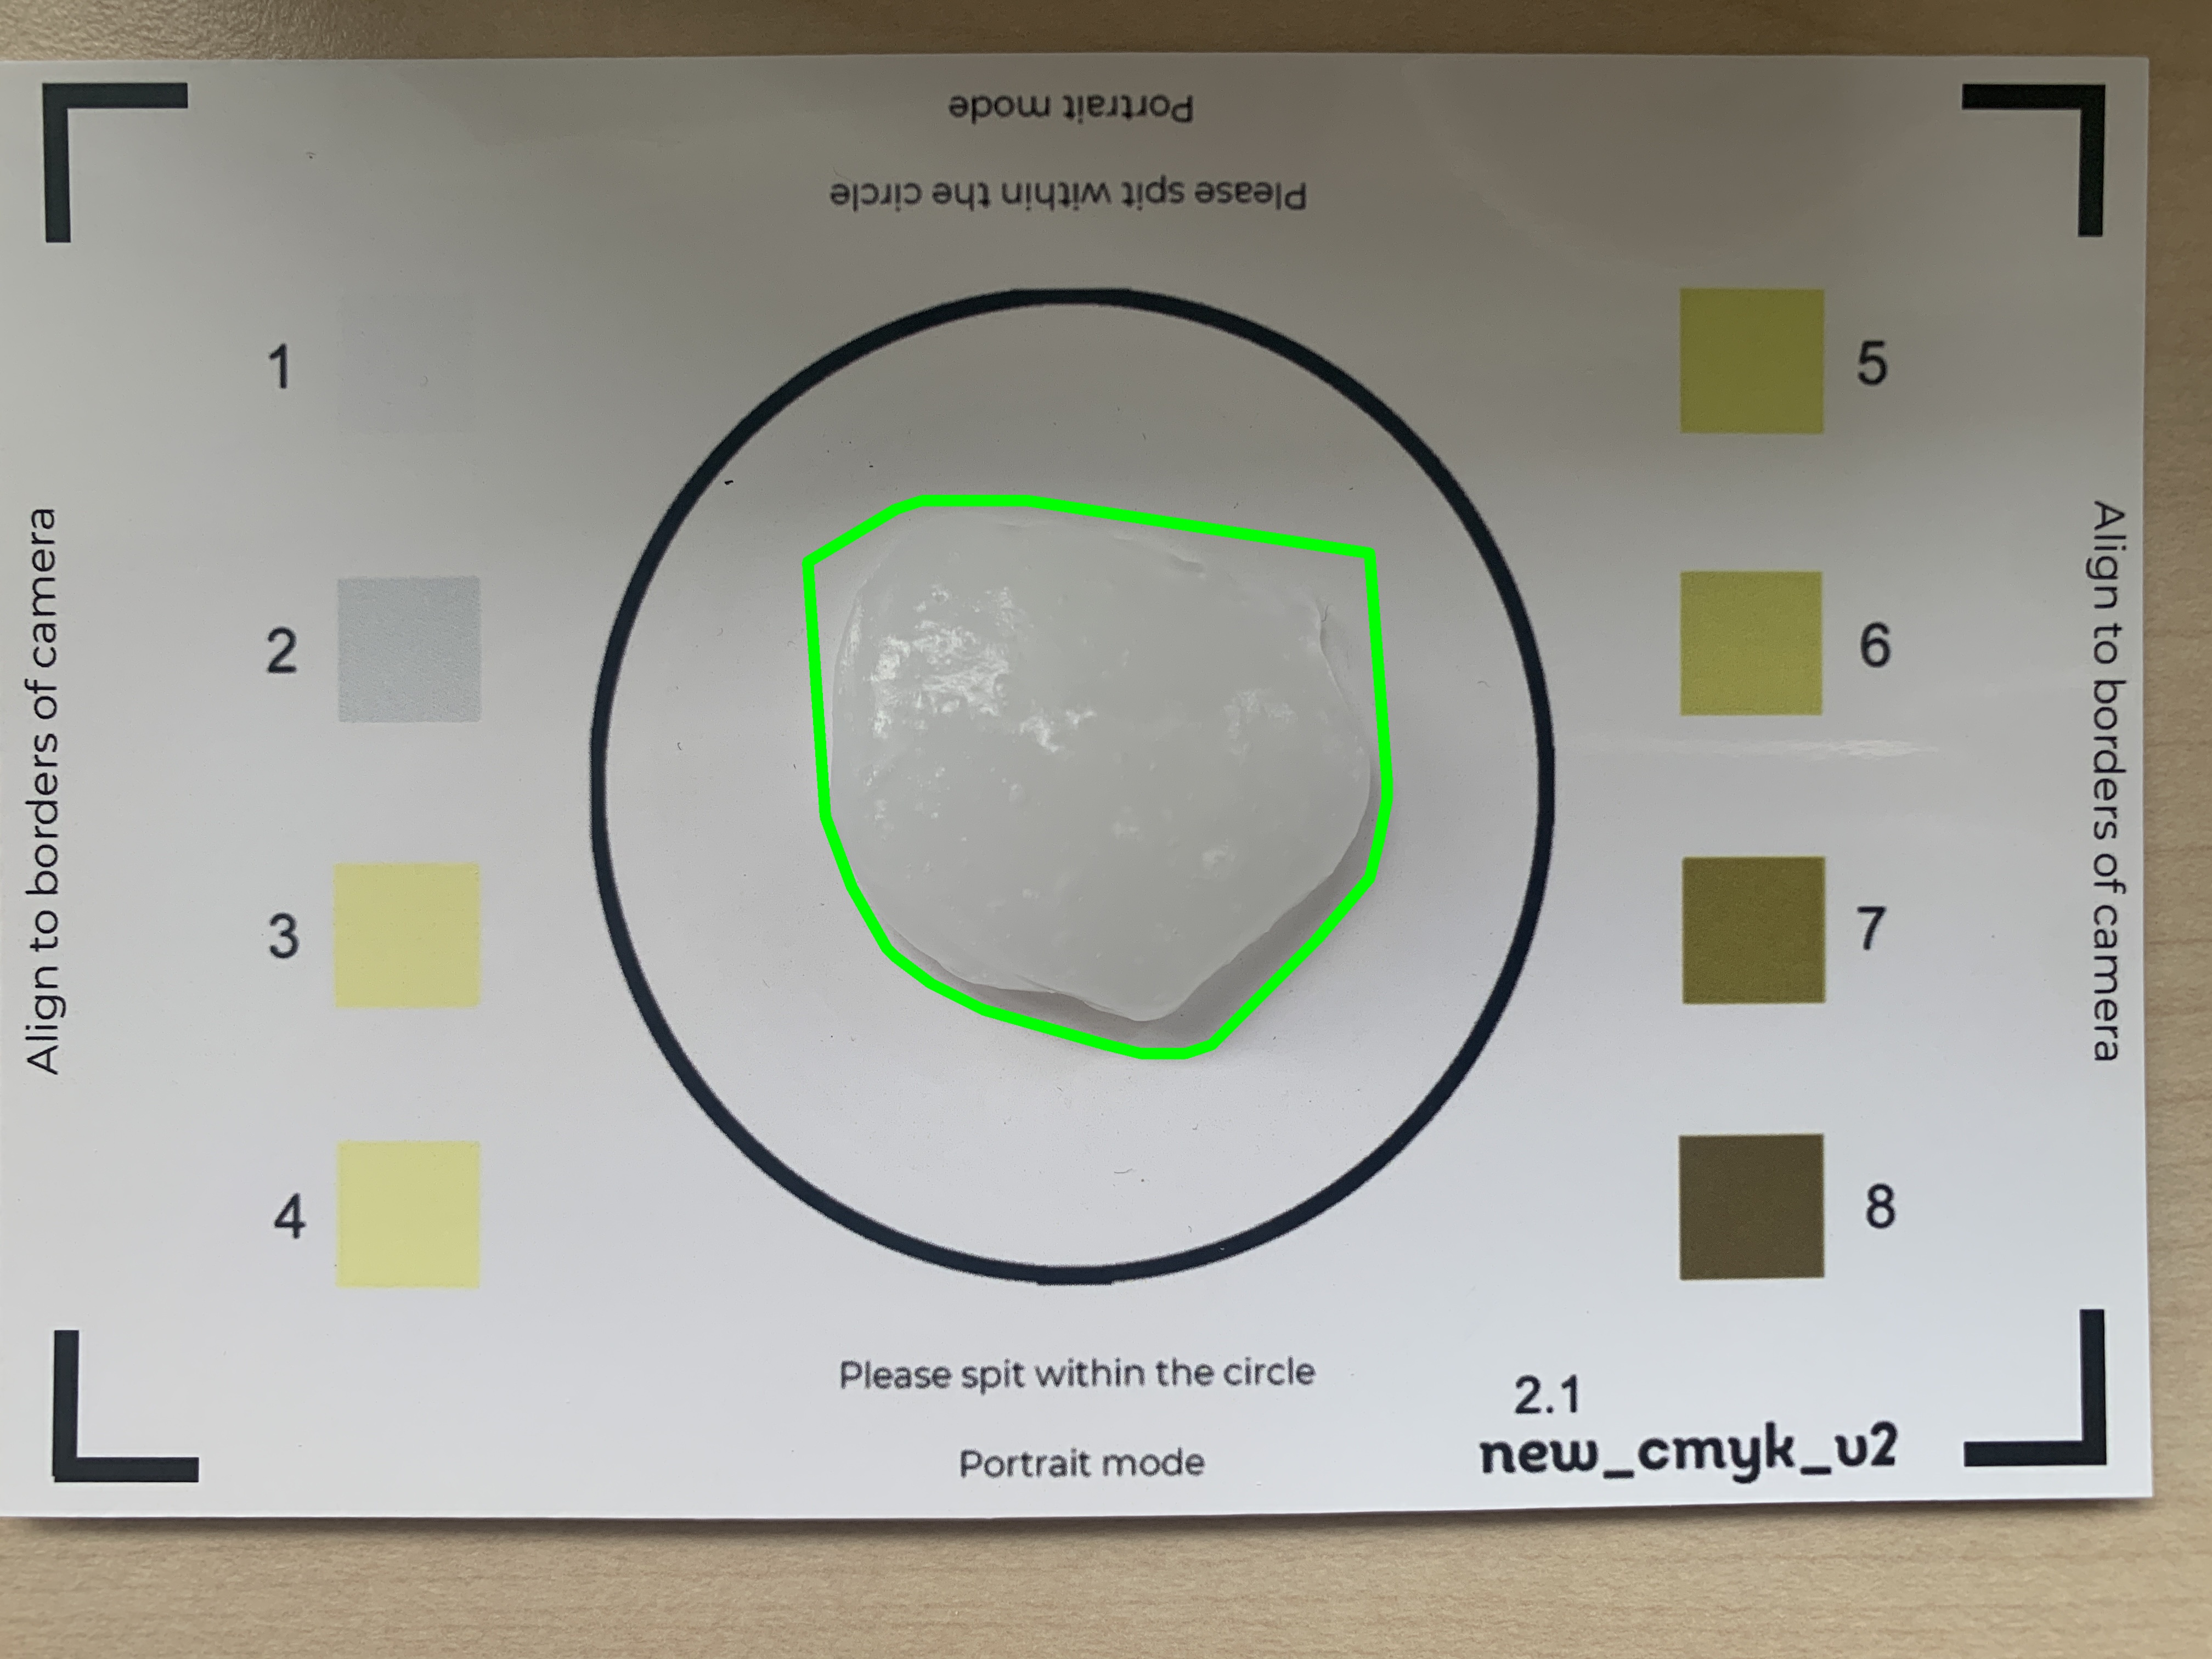 Portrait mode
Please spit within the circle
1
2
3
4
5
6
7
8
Align to borders of camera
Align to borders of camera
Please spit within the circle
Portrait mode
2.1
new_cmyk_v2